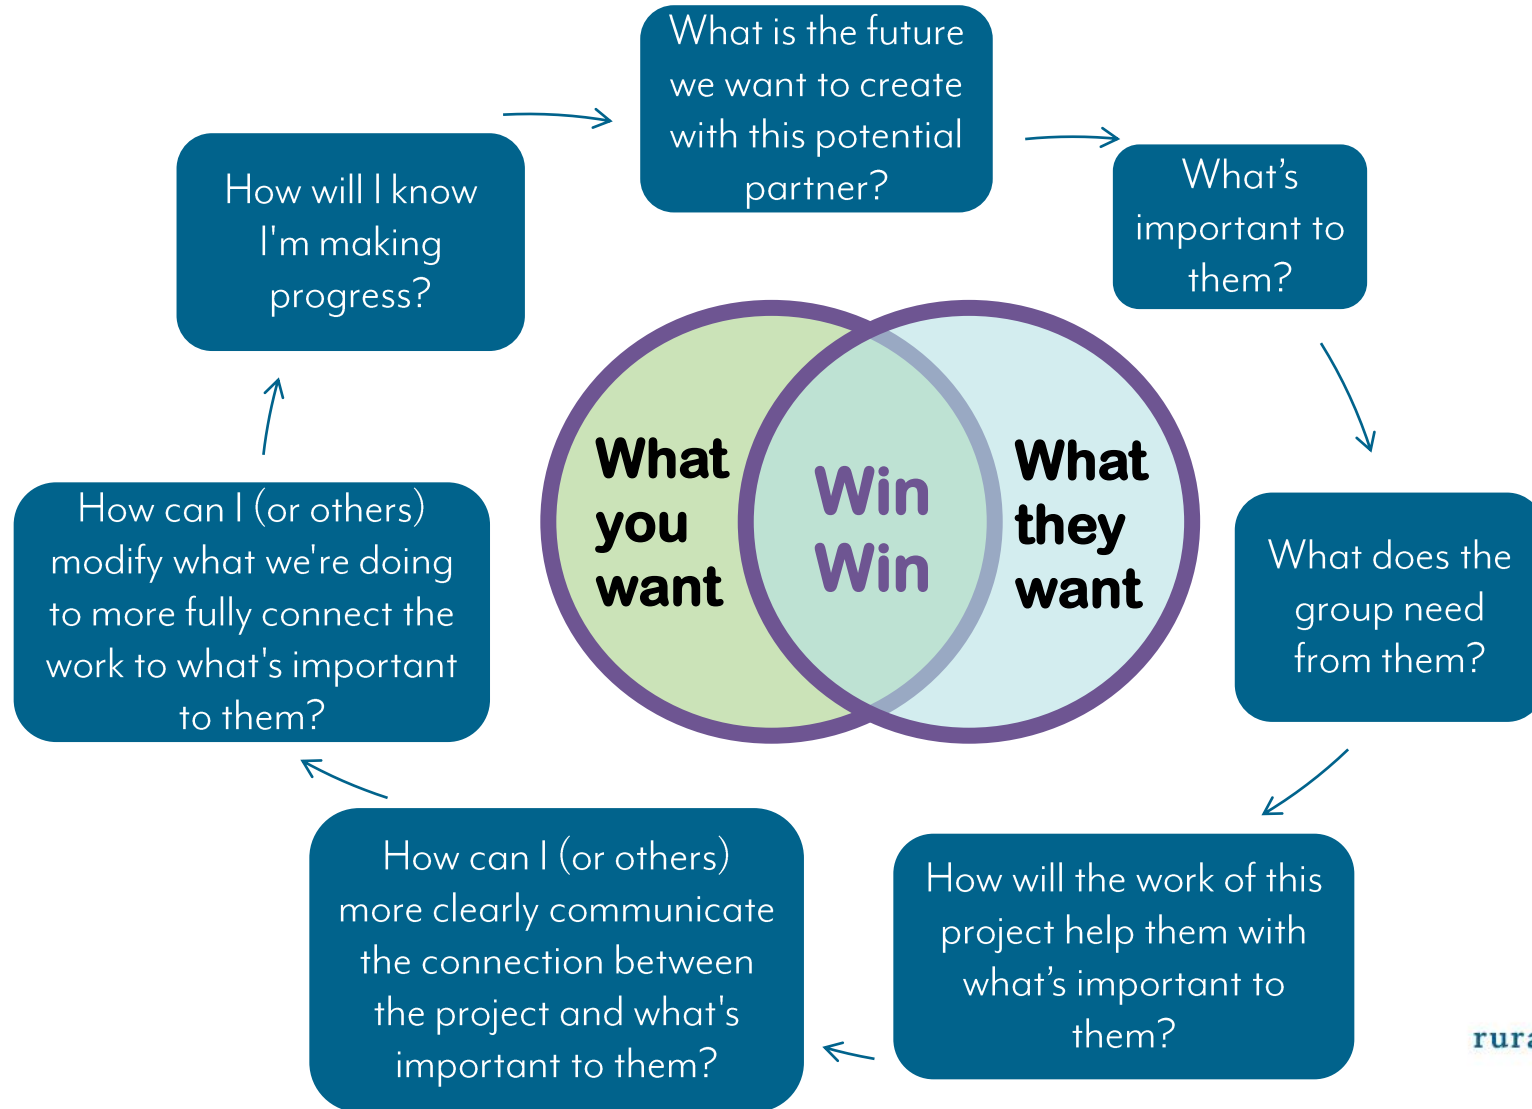 What is the future
we want to create
with this potential
partner?
What's
important to
them?
What does the
group need
from them?
How will the work of this
project help them with
what's important to
them?
How can I (or others)
more clearly communicate
the connection between
the project and what's
important to them?
How can I (or others)
modify what we're doing
to more fully connect the
work to what's important
to them?
How will I know
I'm making
progress?
What
you
want
Win
Win
What
they
want